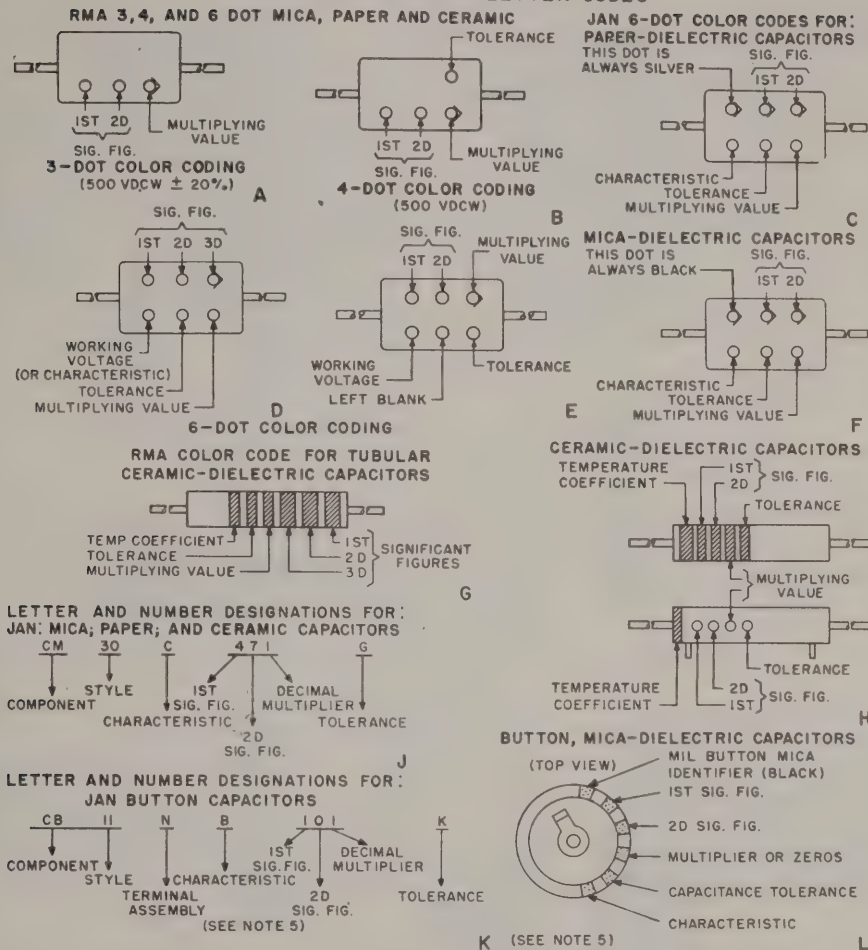 RMA 3,4, AND 6 DOT MICA, PAPER AND CERAMIC
TOLERANCE
1ST 2D
MULTIPLYING VALUE
SIG. FIG.
3-DOT COLOR CODING
(500 VDCW ± 20%)
A
1ST 2D
SIG. FIG.
MULTIPLYING VALUE
4-DOT COLOR CODING
(500 VDCW)
B
JAN 6-DOT COLOR CODES FOR:
PAPER-DIELECTRIC CAPACITORS
THIS DOT IS
ALWAYS SILVER
SIG. FIG.
1ST 2D
CHARACTERISTIC
TOLERANCE
MULTIPLYING VALUE
C
SIG. FIG.
1ST 2D 3D
WORKING
VOLTAGE
(OR CHARACTERISTIC)
TOLERANCE
MULTIPLYING VALUE
D
SIG. FIG.
1ST 2D
MULTIPLYING
VALUE
WORKING
VOLTAGE
LEFT BLANK
TOLERANCE
E
6-DOT COLOR CODING
MICA-DIELECTRIC CAPACITORS
THIS DOT IS
ALWAYS BLACK
SIG. FIG.
1ST 2D
CHARACTERISTIC
TOLERANCE
MULTIPLYING VALUE
F
RMA COLOR CODE FOR TUBULAR
CERAMIC-DIELECTRIC CAPACITORS
TEMP COEFFICIENT
TOLERANCE
MULTIPLYING VALUE
1ST
2D
3D
SIGNIFICANT
FIGURES
G
CERAMIC-DIELECTRIC CAPACITORS
TEMPERATURE
COEFFICIENT
1ST
2D
SIG. FIG.
TOLERANCE
MULTIPLYING
VALUE
TOLERANCE
TEMPERATURE
COEFFICIENT
2D
1ST
SIG. FIG.
H
LETTER AND NUMBER DESIGNATIONS FOR:
JAN: MICA; PAPER; AND CERAMIC CAPACITORS
CM 30 C 471 G
COMPONENT
STYLE
CHARACTERISTIC
1ST
SIG. FIG.
2D
SIG. FIG.
DECIMAL
MULTIPLIER
TOLERANCE
J
LETTER AND NUMBER DESIGNATIONS FOR:
JAN BUTTON CAPACITORS
CB 11 N B 101 K
COMPONENT
STYLE
TERMINAL
ASSEMBLY
CHARACTERISTIC
1ST
SIG. FIG.
2D
SIG. FIG.
DECIMAL
MULTIPLIER
TOLERANCE
(SEE NOTE 5)
K
BUTTON, MICA-DIELECTRIC CAPACITORS
(TOP VIEW)
MIL BUTTON MICA
IDENTIFIER (BLACK)
1ST SIG. FIG.
2D SIG. FIG.
MULTIPLIER OR ZEROS
CAPACITANCE TOLERANCE
CHARACTERISTIC
(SEE NOTE 5)
L